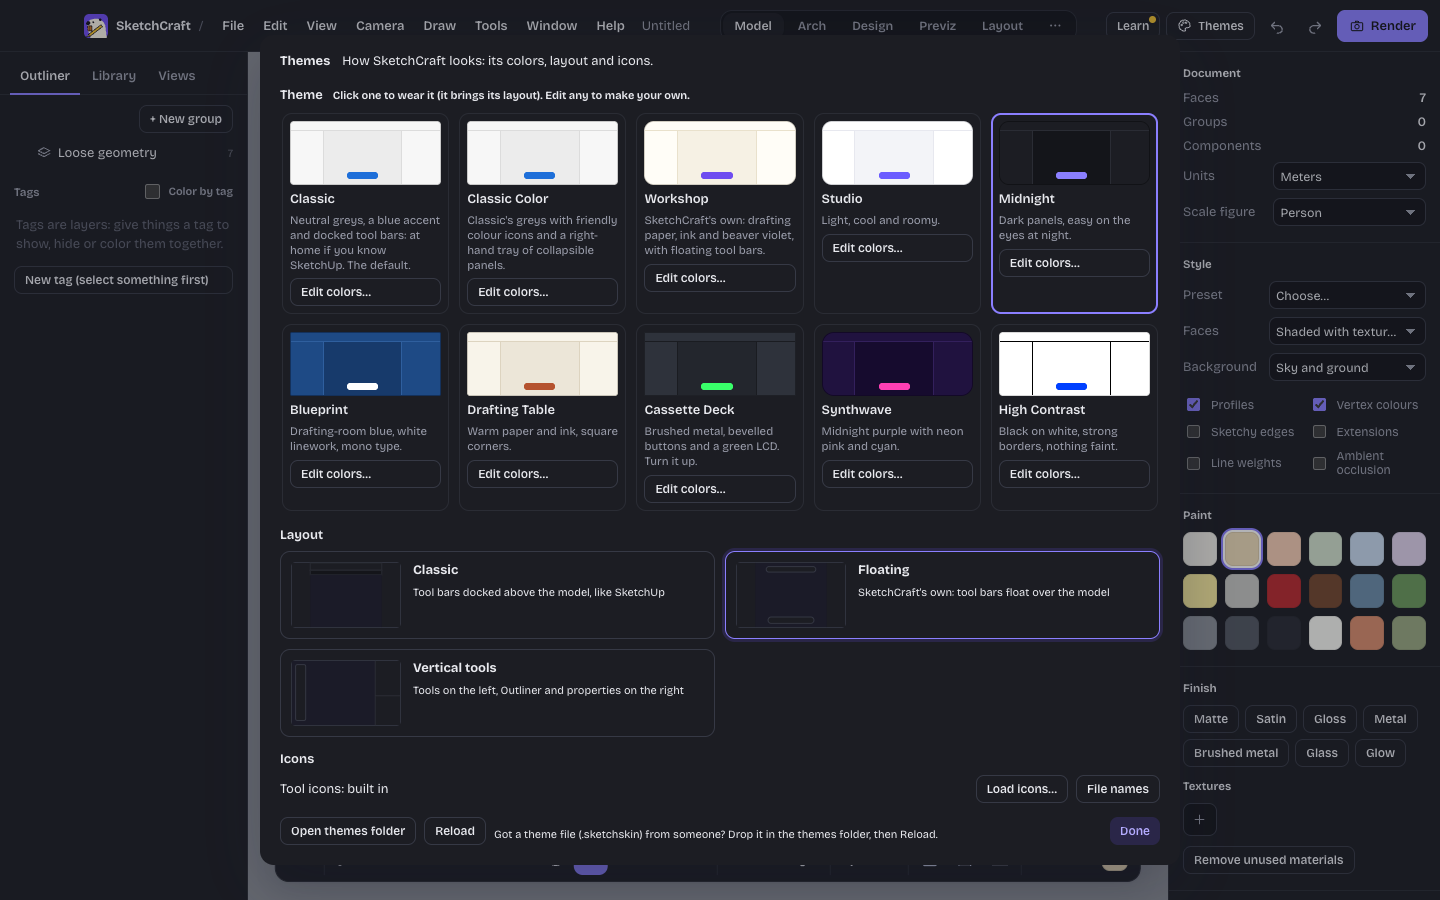 SketchCraft / File Edit View Camera Draw Tools Window Help Untitled Model Arch Design Previz Layout ··· Learn Themes Render
Outliner Library Views
+ New group
Loose geometry 7
Tags Color by tag
Tags are layers: give things a tag to
show, hide or color them together.
New tag (select something first)
Themes How SketchCraft looks: its colors, layout and icons.
Theme Click one to wear it (it brings its layout). Edit any to make your own.
Classic
Neutral greys, a blue accent
and docked tool bars: at
home if you know
SketchUp. The default.
Edit colors...
Classic Color
Classic's greys with friendly
colour icons and a right-
hand tray of collapsible
panels.
Edit colors...
Workshop
SketchCraft's own: drafting
paper, ink and beaver violet,
with floating tool bars.
Edit colors...
Studio
Light, cool and roomy.
Edit colors...
Midnight
Dark panels, easy on the
eyes at night.
Edit colors...
Blueprint
Drafting-room blue, white
linework, mono type.
Edit colors...
Drafting Table
Warm paper and ink, square
corners.
Edit colors...
Cassette Deck
Brushed metal, bevelled
buttons and a green LCD.
Turn it up.
Edit colors...
Synthwave
Midnight purple with neon
pink and cyan.
Edit colors...
High Contrast
Black on white, strong
borders, nothing faint.
Edit colors...
Layout
Classic
Tool bars docked above the model, like SketchUp
Floating
SketchCraft's own: tool bars float over the model
Vertical tools
Tools on the left, Outliner and properties on the right
Icons
Tool icons: built in Load icons... File names
Open themes folder Reload Got a theme file (.sketchskin) from someone? Drop it in the themes folder, then Reload. Done
Document
Faces 7
Groups 0
Components 0
Units Meters
Scale figure Person
Style
Preset Choose...
Faces Shaded with textur...
Background Sky and ground
Profiles Vertex colours
Sketchy edges Extensions
Line weights Ambient
occlusion
Paint
Finish
Matte Satin Gloss Metal
Brushed metal Glass Glow
Textures
+
Remove unused materials